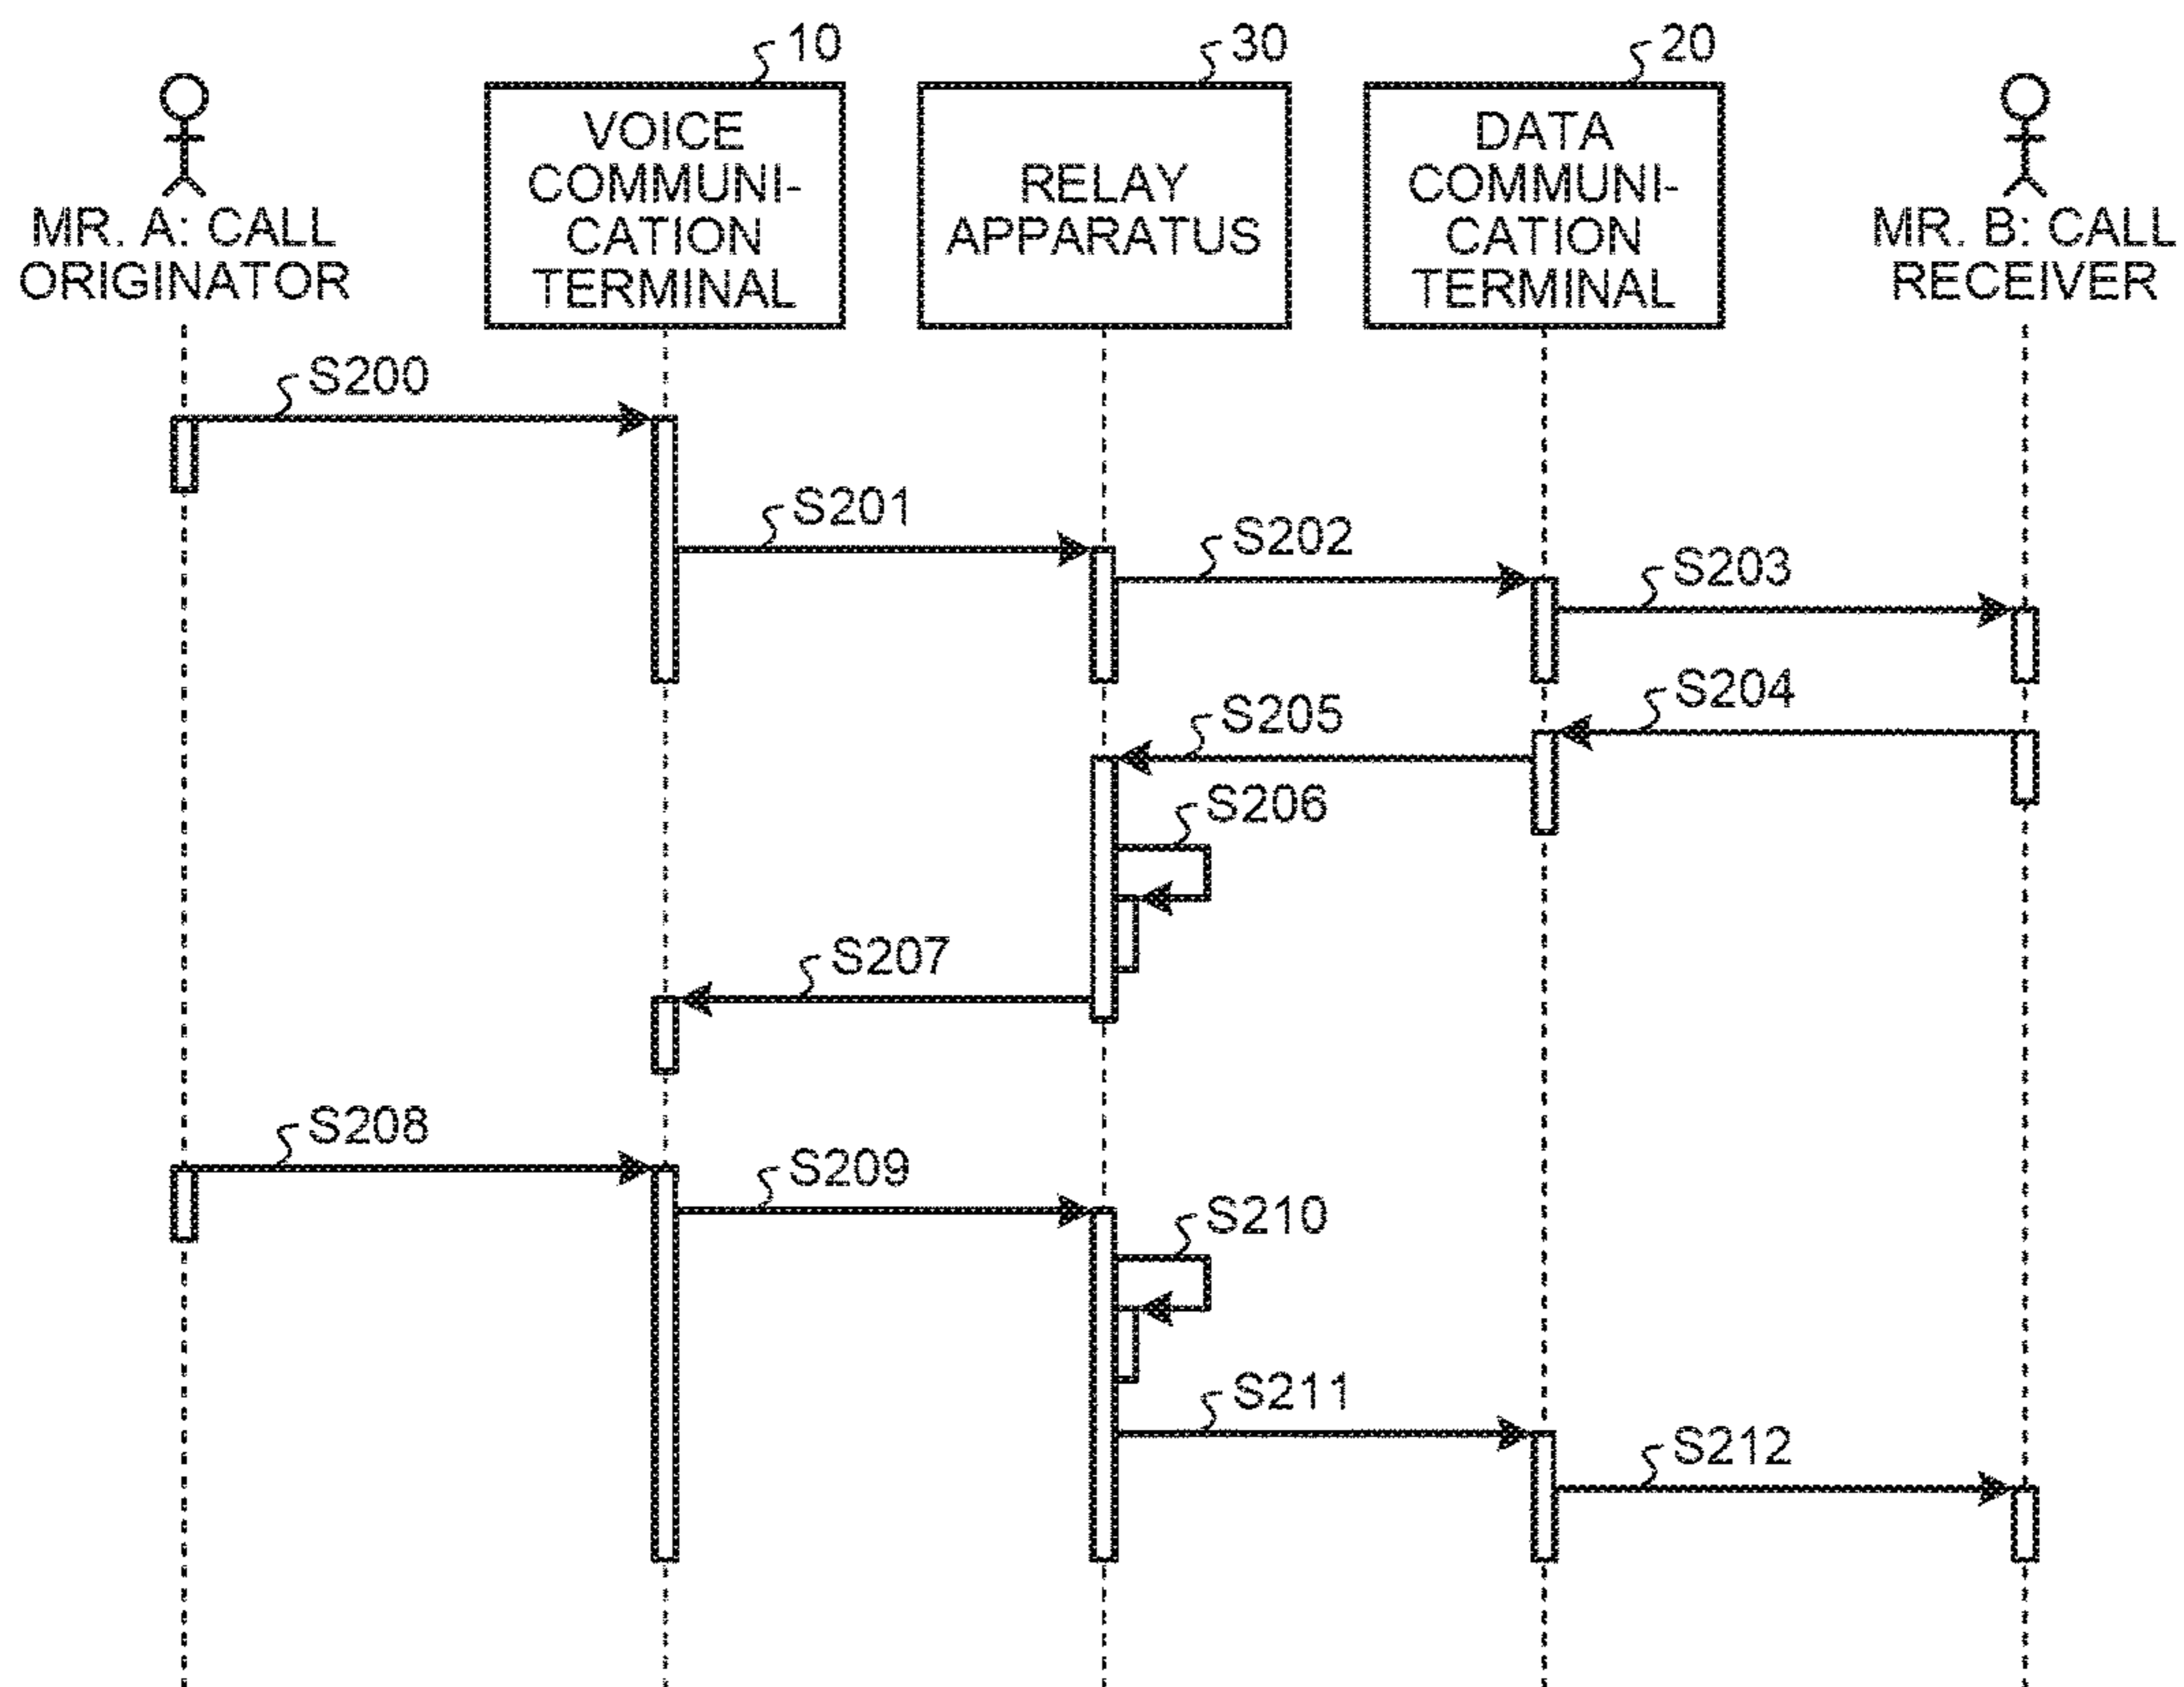 10
30
20
MR. A: CALL
ORIGINATOR
VOICE
COMMUNI-
CATION
TERMINAL
RELAY
APPARATUS
DATA
COMMUNI-
CATION
TERMINAL
MR. B: CALL
RECEIVER
S200
S201
S202
S203
S204
S205
S206
S207
S208
S209
S210
S211
S212